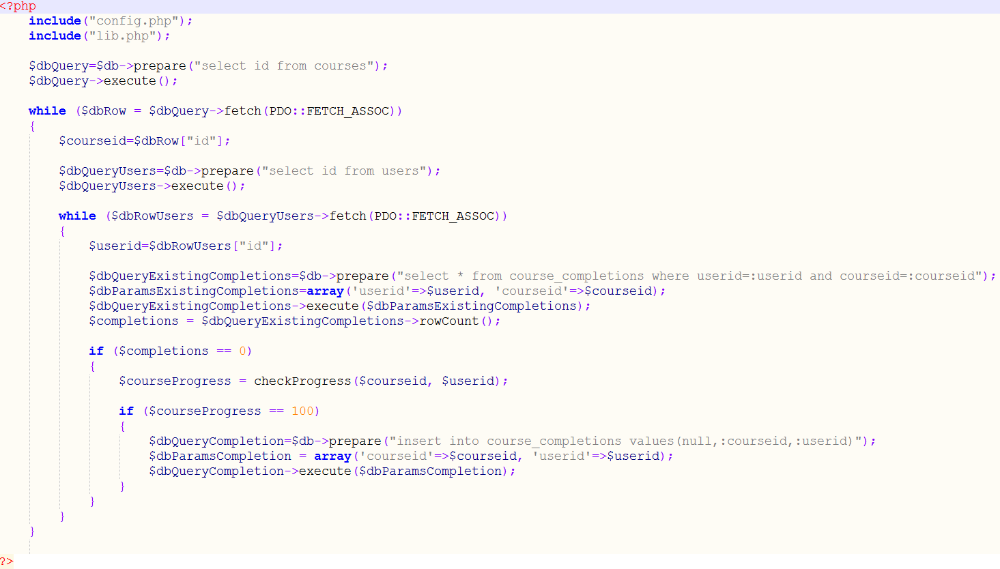 <?php
    include("config.php");
    include("lib.php");

    $dbQuery=$db->prepare("select id from courses");
    $dbQuery->execute();

    while ($dbRow = $dbQuery->fetch(PDO::FETCH_ASSOC))
    {
        $courseid=$dbRow["id"];

        $dbQueryUsers=$db->prepare("select id from users");
        $dbQueryUsers->execute();

        while ($dbRowUsers = $dbQueryUsers->fetch(PDO::FETCH_ASSOC))
        {
            $userid=$dbRowUsers["id"];

            $dbQueryExistingCompletions=$db->prepare("select * from course_completions where userid=:userid and courseid=:courseid");
            $dbParamsExistingCompletions=array('userid'=>$userid, 'courseid'=>$courseid);
            $dbQueryExistingCompletions->execute($dbParamsExistingCompletions);
            $completions = $dbQueryExistingCompletions->rowCount();

            if ($completions == 0)
            {
                $courseProgress = checkProgress($courseid, $userid);

                if ($courseProgress == 100)
                {
                    $dbQueryCompletion=$db->prepare("insert into course_completions values(null,:courseid,:userid)");
                    $dbParamsCompletion = array('courseid'=>$courseid, 'userid'=>$userid);
                    $dbQueryCompletion->execute($dbParamsCompletion);
                }
            }
        }
    }

?>